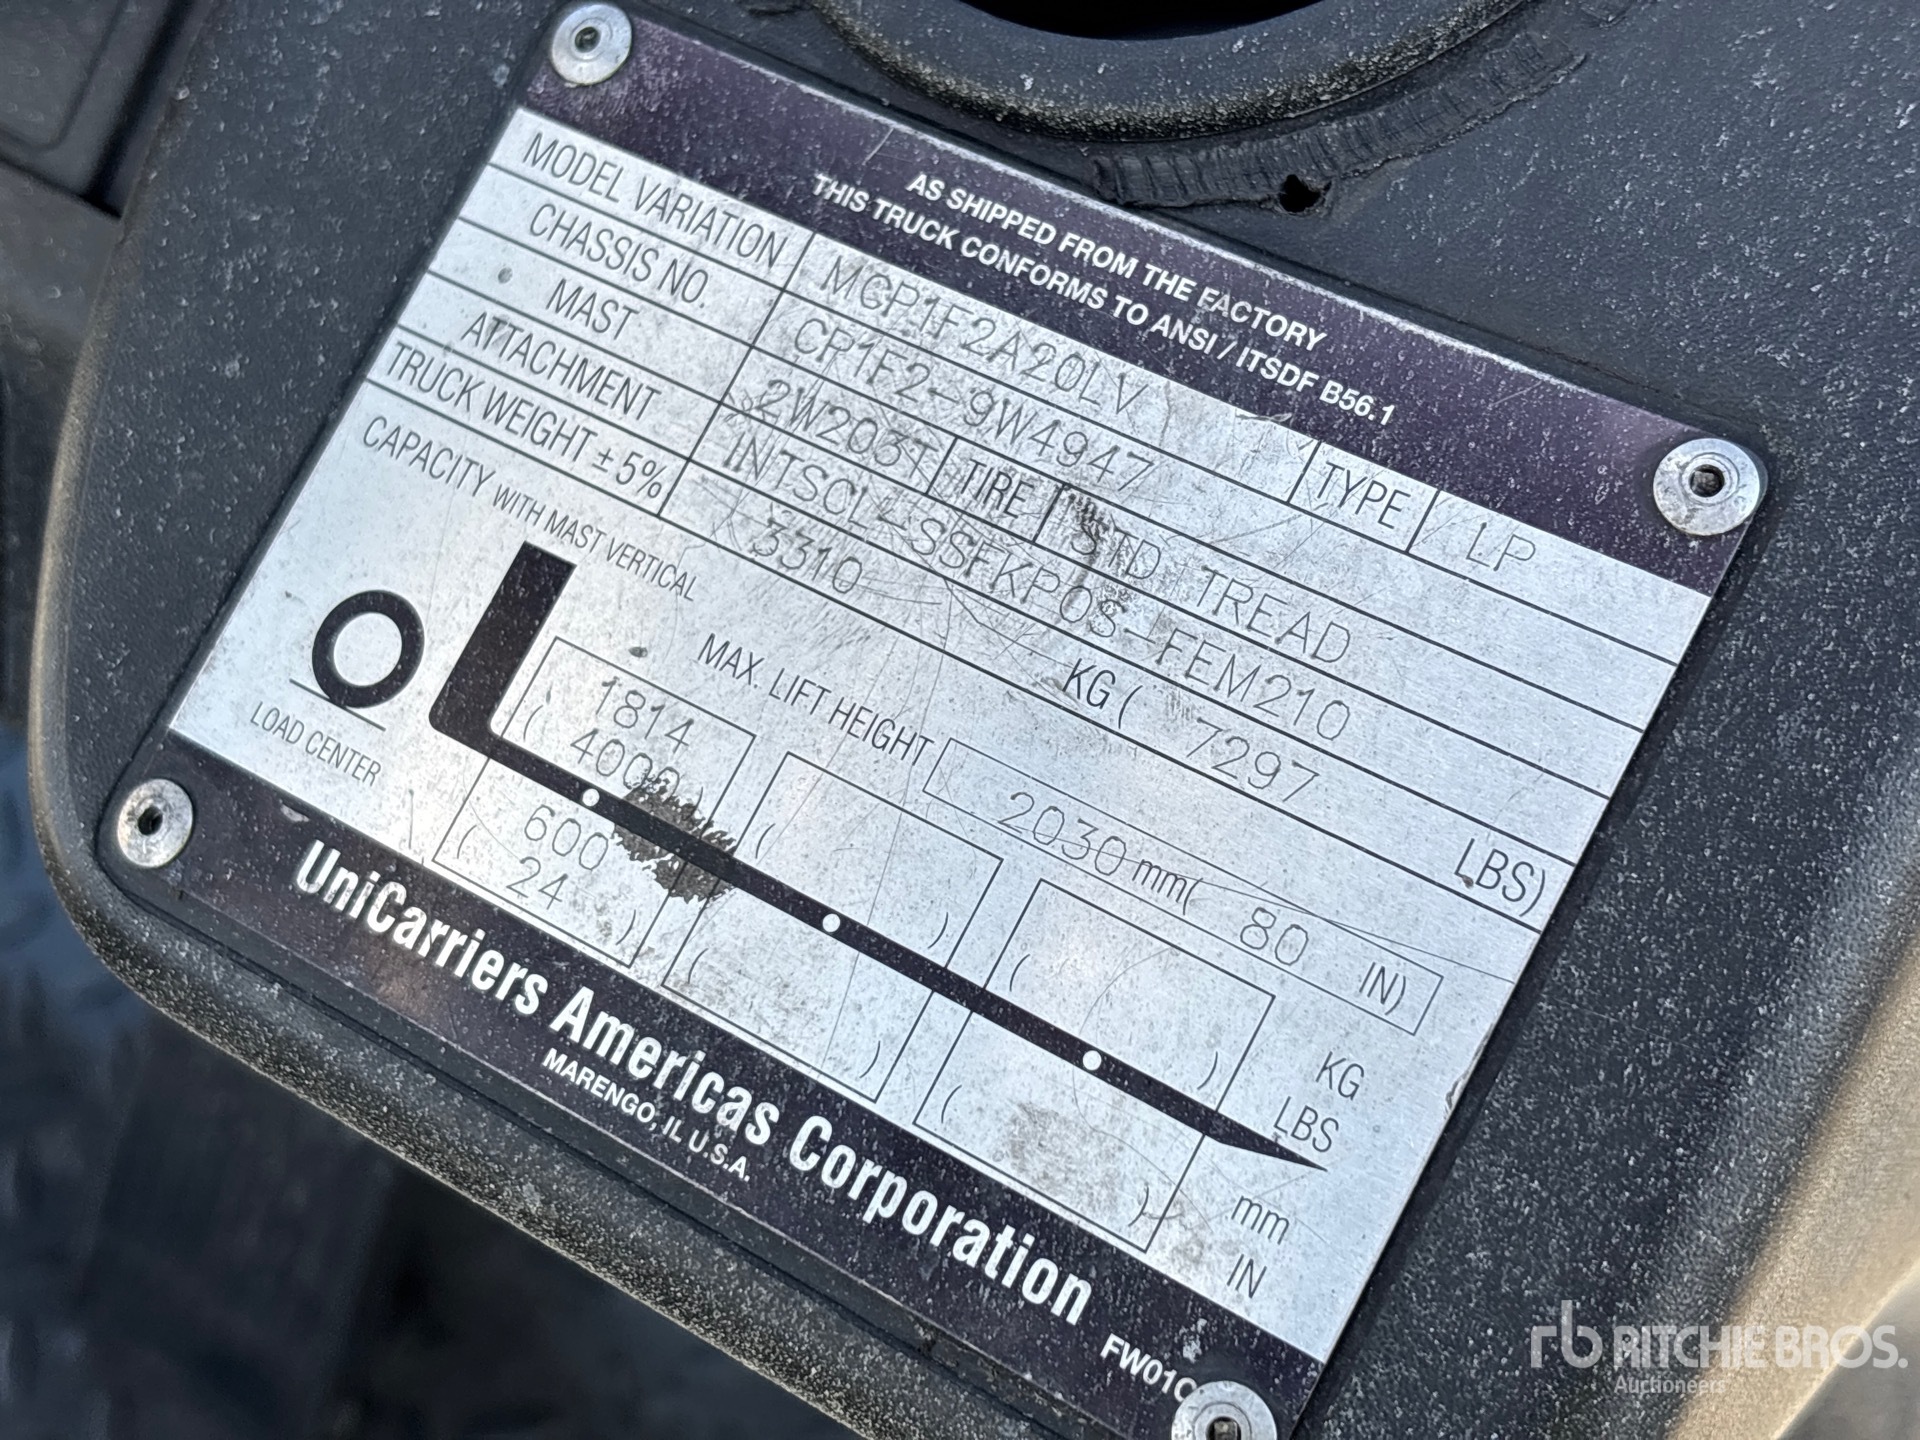 AS SHIPPED FROM THE FACTORY
THIS TRUCK CONFORMS TO ANSI / ITSDF B56.1
MODEL VARIATION MCP1F2A20LV TYPE LP
CHASSIS NO. CP1F2-9W4947
MAST 2W203T TIRE STD TREAD
ATTACHMENT INTSCL-SSFKPOS-FEM210
TRUCK WEIGHT ± 5% 3310 KG ( 7297 LBS)
CAPACITY WITH MAST VERTICAL
MAX. LIFT HEIGHT 2030 mm( 80 IN)
1814 KG
( 4000 ) ( ) ( ) LBS
LOAD CENTER
600 mm
( 24 ) ( ) ( ) IN
UniCarriers Americas Corporation
MARENGO, IL U.S.A.
FW01C
rb RITCHIE BROS.
Auctioneers